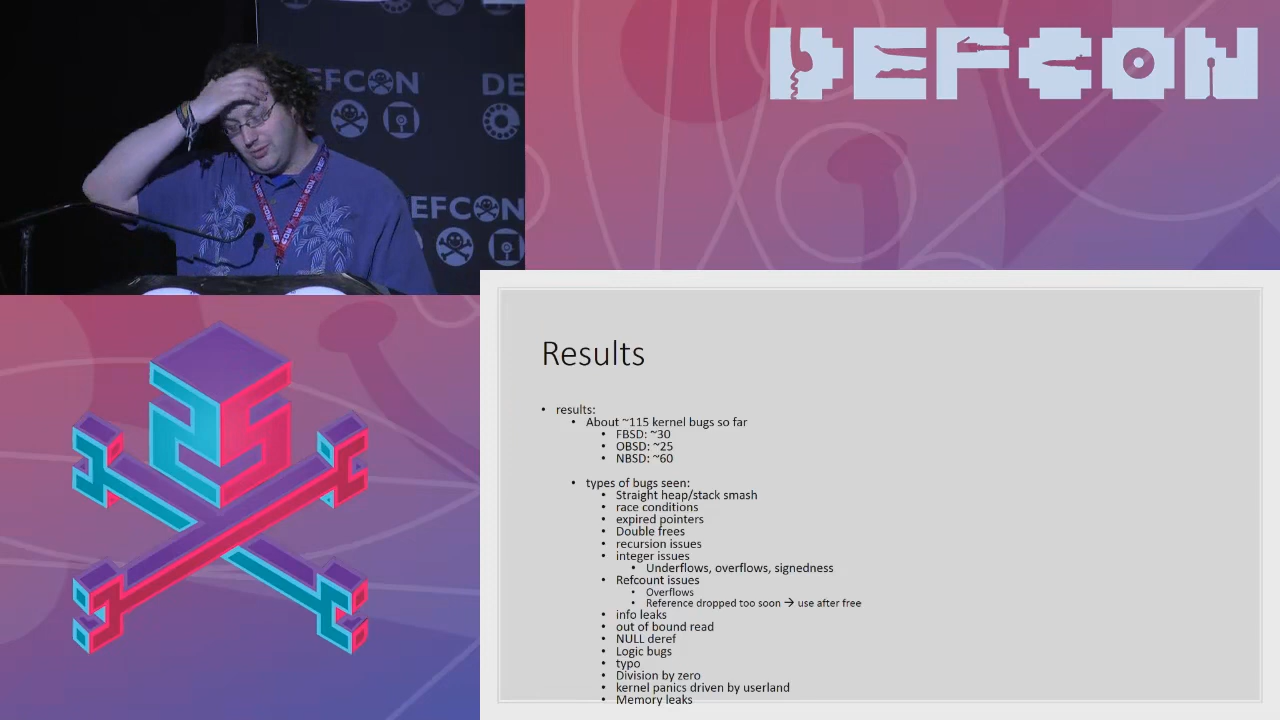 DEFCON
EFCON
DE
EFCON
Results
results:
About ~115 kernel bugs so far
FBSD: ~30
OBSD: ~25
NBSD: ~60
types of bugs seen:
Straight heap/stack smash
race conditions
expired pointers
Double frees
recursion issues
integer issues
Underflows, overflows, signedness
Refcount issues
Overflows
Reference dropped too soon → use after free
info leaks
out of bound read
NULL deref
Logic bugs
typo
Division by zero
kernel panics driven by userland
Memory leaks